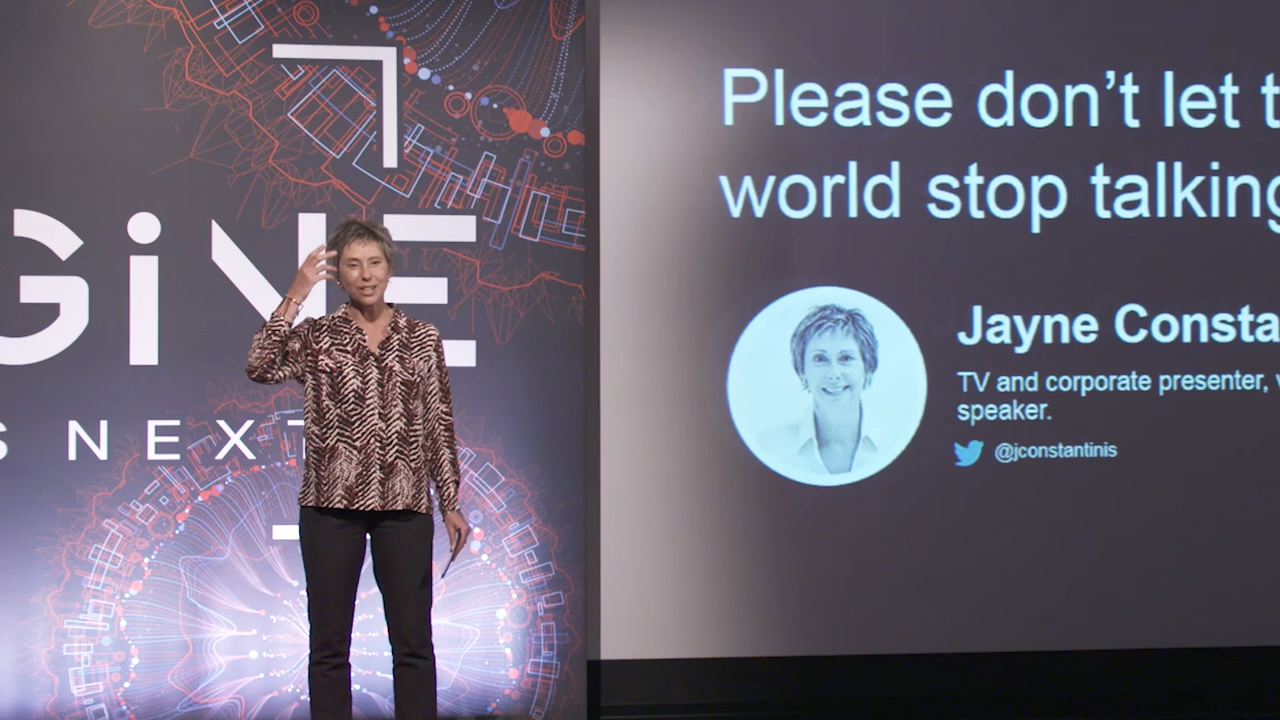 GiNE
S NEXT
Please don’t let t
world stop talking
Jayne Consta
TV and corporate presenter, v
speaker.
@jconstantinis